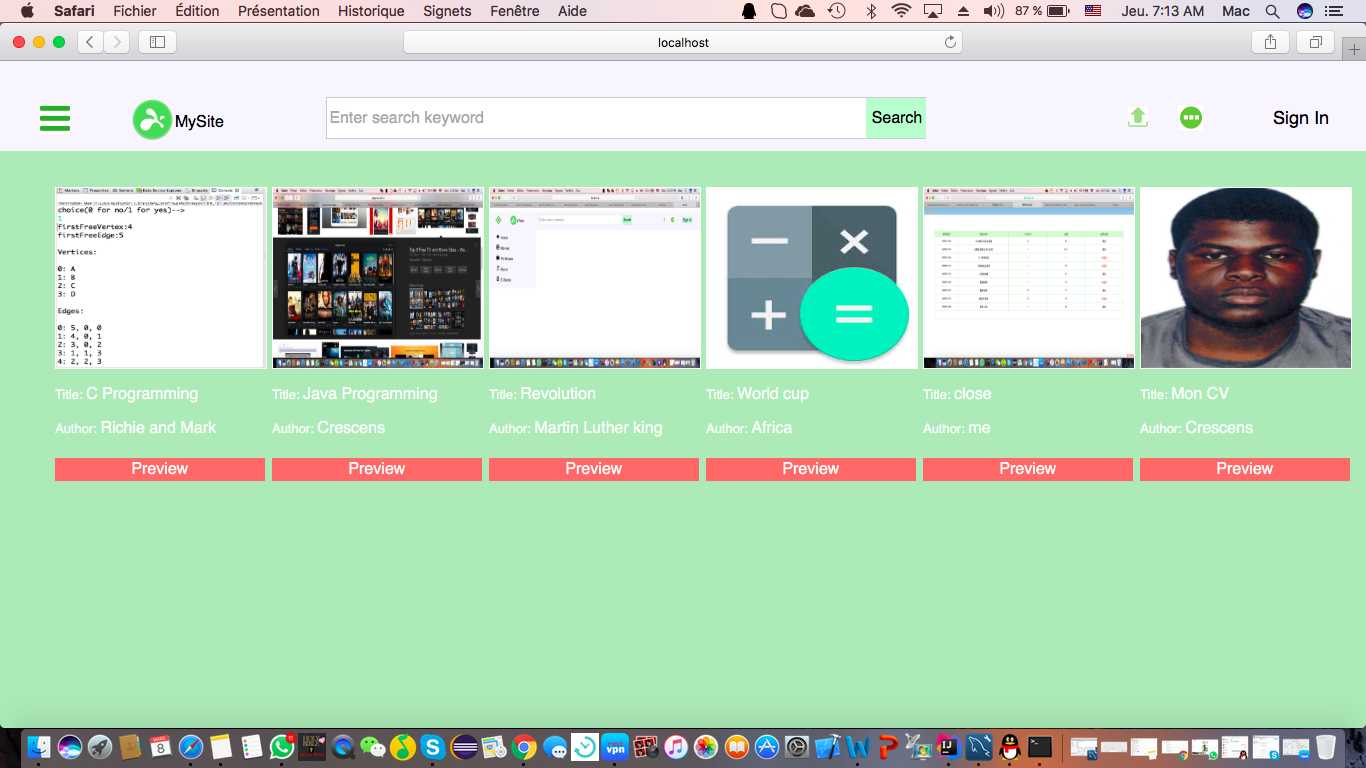 Safari Fichier Édition Présentation Historique Signets Fenêtre Aide 87 % Jeu. 7:13 AM Mac
localhost
MySite
Enter search keyword
Search
Sign In
choice(0 for no/1 for yes)-->
1
firstFreeVertex:4
firstFreeEdge:5
Vertices:
0: A
1: B
2: C
3: D
Edges:
0: 5, 0, 0
1: 4, 0, 1
2: 3, 0, 2
3: 1, 1, 3
4: 2, 2, 3
Title: C Programming
Author: Richie and Mark
Preview
Title: Java Programming
Author: Crescens
Preview
Title: Revolution
Author: Martin Luther king
Preview
Title: World cup
Author: Africa
Preview
Title: close
Author: me
Preview
Title: Mon CV
Author: Crescens
Preview
8
vpn